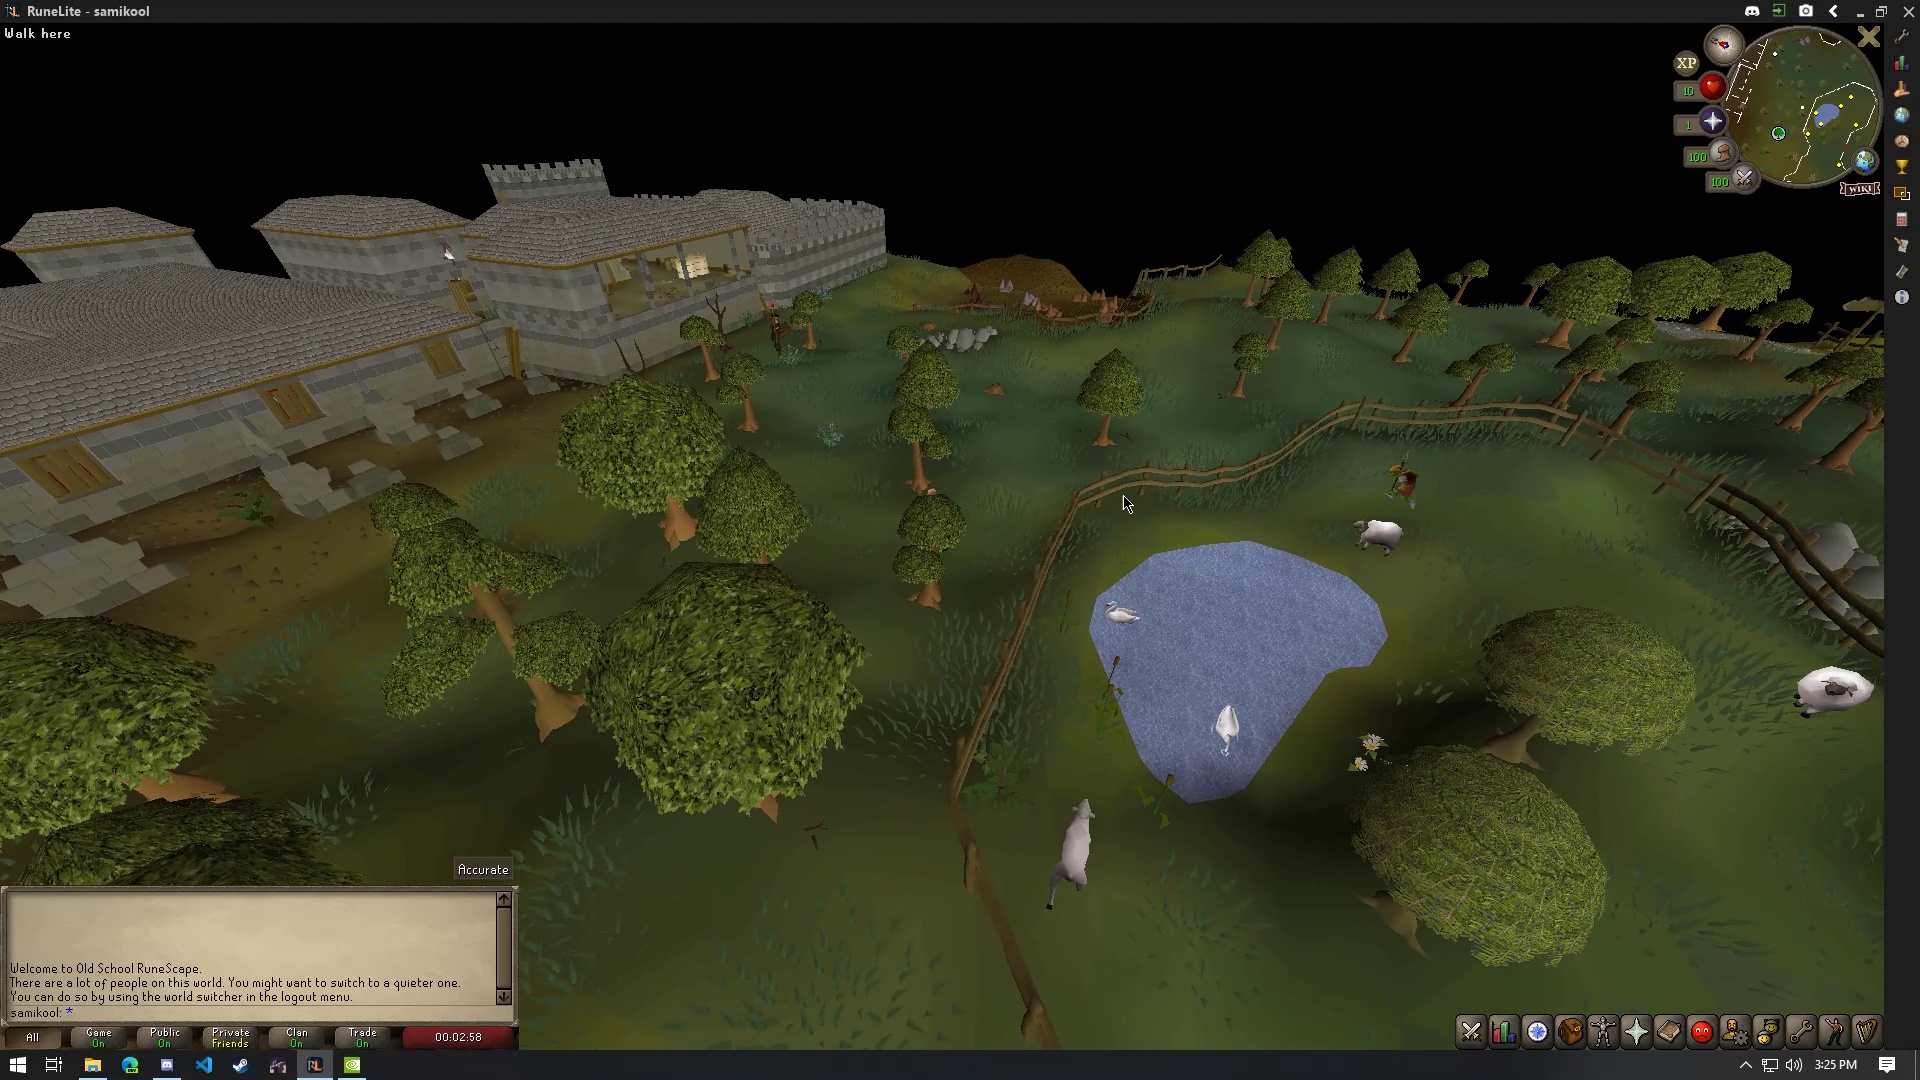 RuneLite - samikool
Walk here
XP
10
1
100
100
WIKI
Accurate
Welcome to Old School RuneScape.
There are a lot of people on this world. You might want to switch to a quieter one.
You can do so by using the world switcher in the logout menu.
samikool: *
All
Game
On
Public
On
Private
Friends
Clan
On
Trade
On
00:02:58
3:25 PM